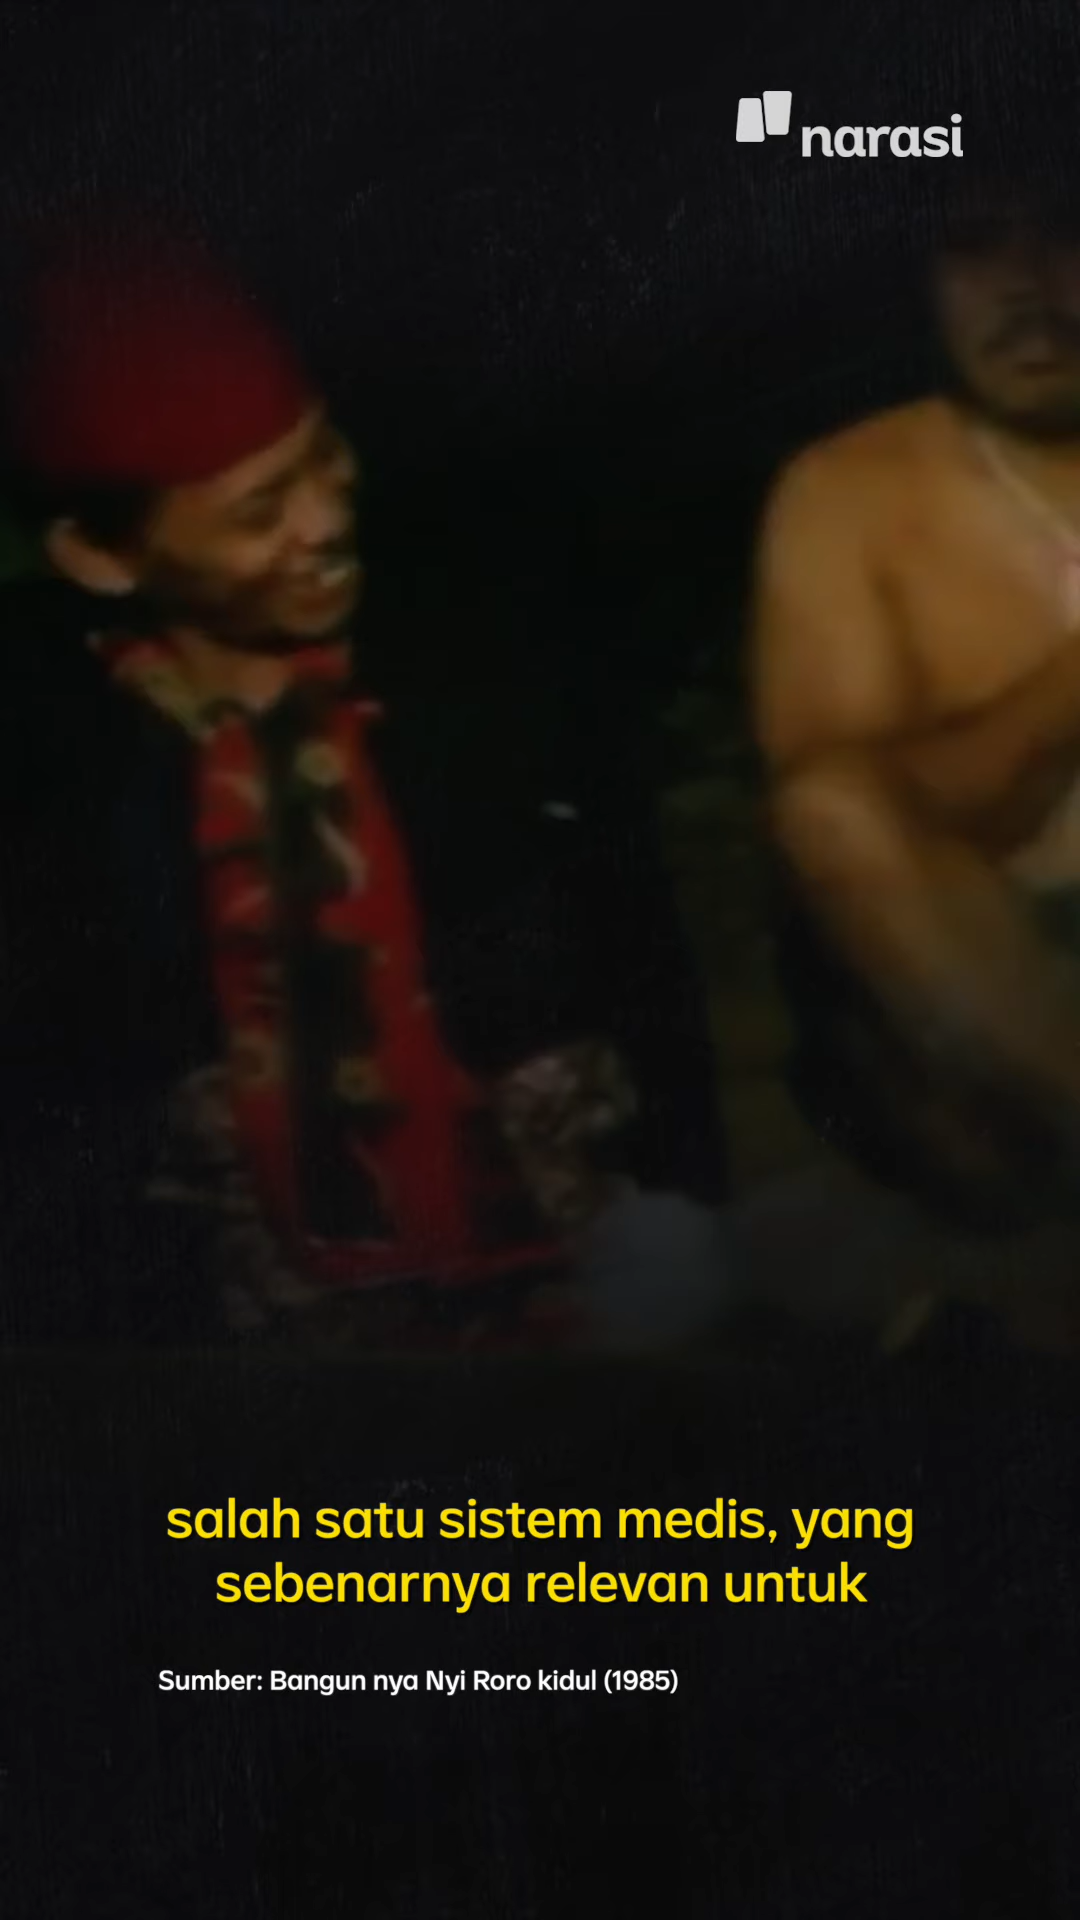 narasi
salah satu sistem medis, yang
sebenarnya relevan untuk
Sumber: Bangun nya Nyi Roro kidul (1985)